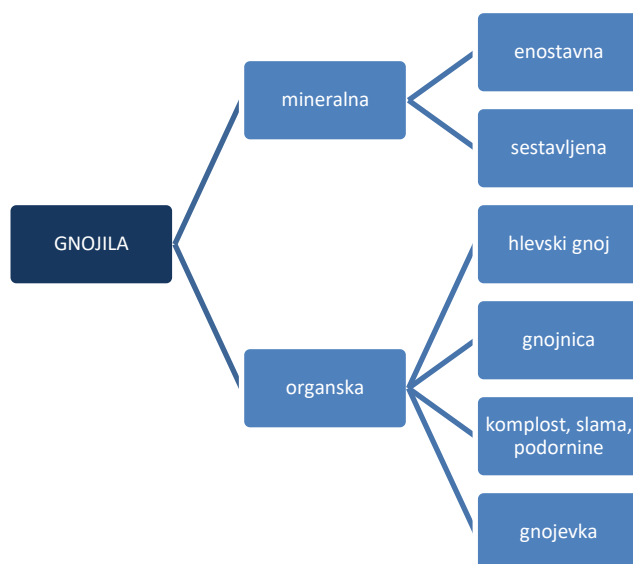 GNOJILA
mineralna
enostavna
sestavljena
organska
hlevski gnoj
gnojnica
komplost, slama,
podornine
gnojevka